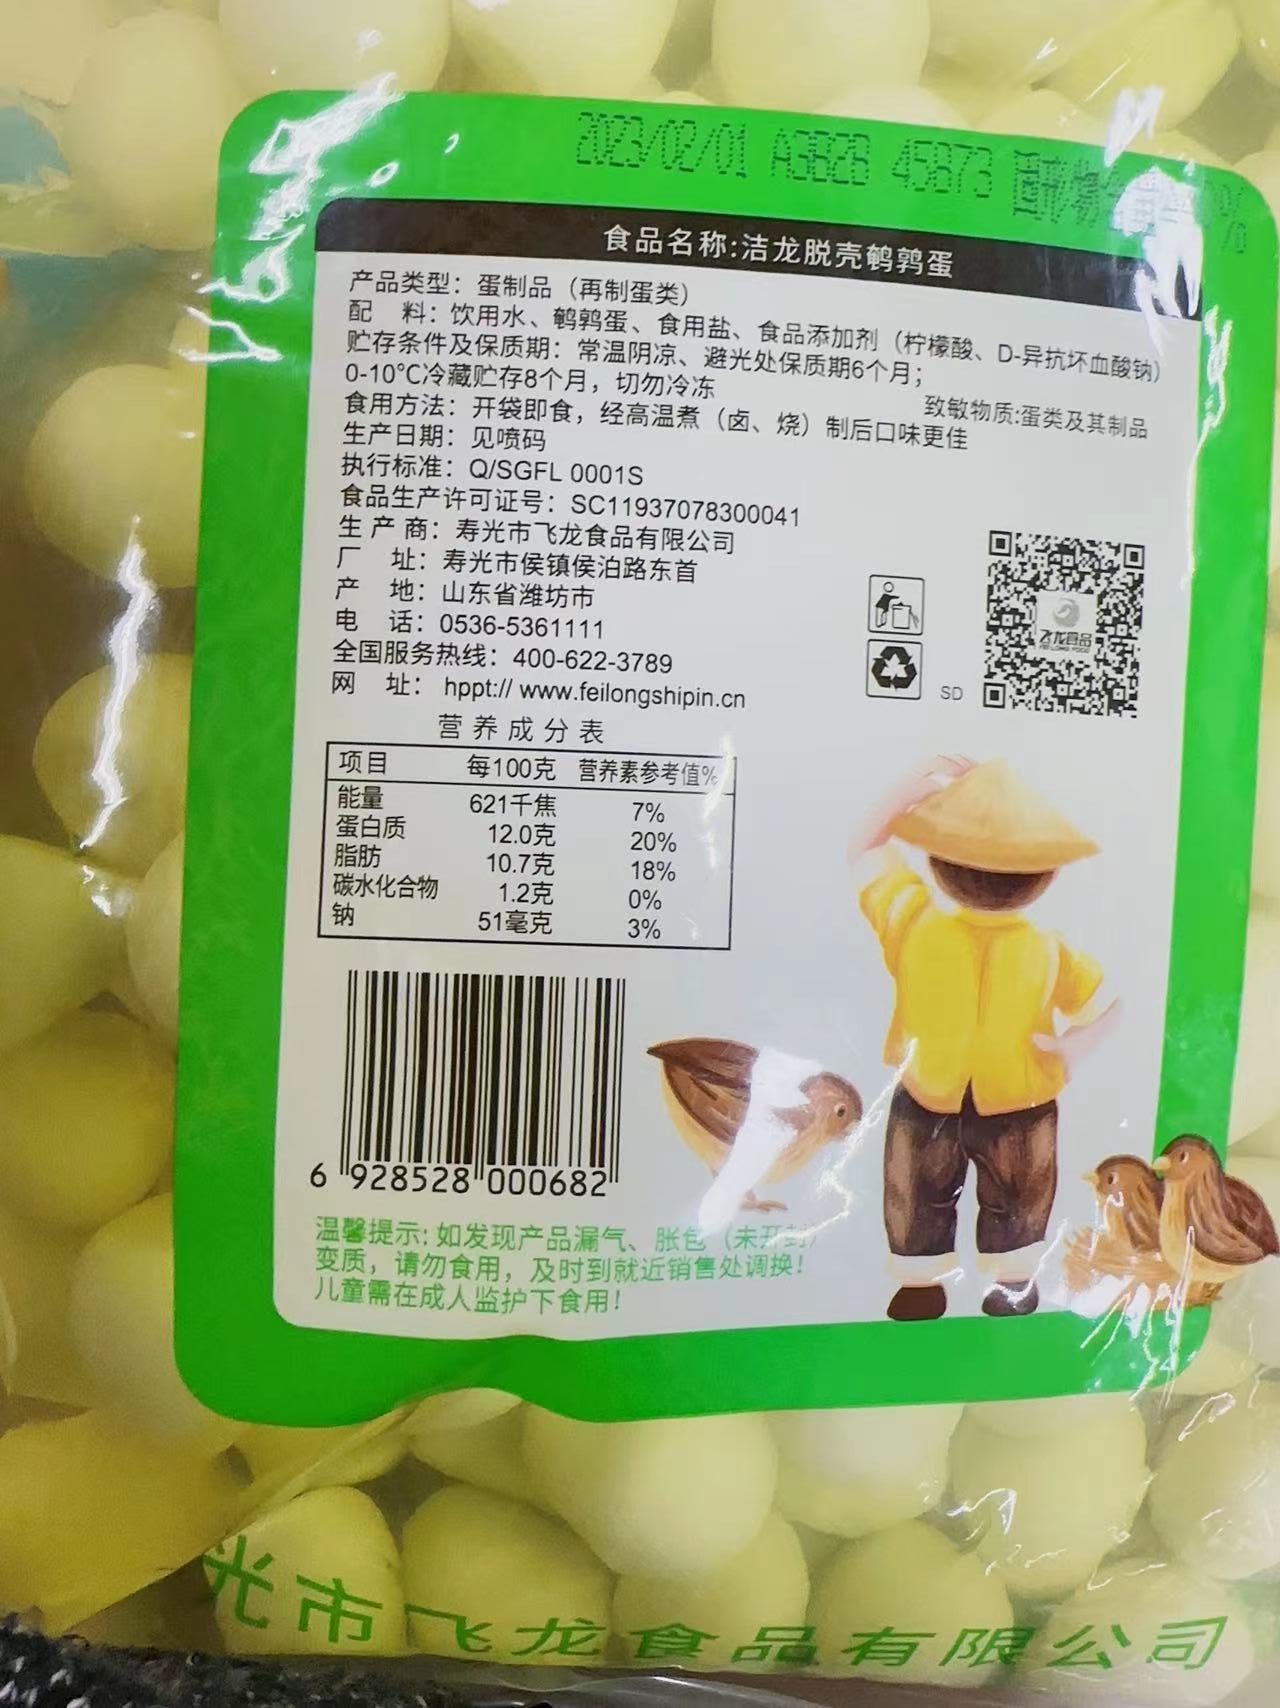 2023/02/01 A3B2B 45B73
食品名称:洁龙脱壳鹌鹑蛋
产品类型：蛋制品（再制蛋类）
配 料：饮用水、鹌鹑蛋、食用盐、食品添加剂（柠檬酸、D-异抗坏血酸钠）
贮存条件及保质期：常温阴凉、避光处保质期6个月；
0-10℃冷藏贮存8个月，切勿冷冻
致敏物质:蛋类及其制品
食用方法：开袋即食，经高温煮（卤、烧）制后口味更佳
生产日期：见喷码
执行标准：Q/SGFL 0001S
食品生产许可证号：SC11937078300041
生产商：寿光市飞龙食品有限公司
厂 址：寿光市侯镇侯泊路东首
产 地：山东省潍坊市
电 话：0536-5361111
全国服务热线：400-622-3789
网 址：hppt:// www.feilongshipin.cn
飞龙食品
FEI LONG FOOD
SD
营养成分表
项目 每100克 营养素参考值%
能量 621千焦 7%
蛋白质 12.0克 20%
脂肪 10.7克 18%
碳水化合物 1.2克 0%
钠 51毫克 3%
6 928528 000682
温馨提示:如发现产品漏气、胀包（未开封）
变质，请勿食用，及时到就近销售处调换！
儿童需在成人监护下食用！
光市飞龙食品有限公司